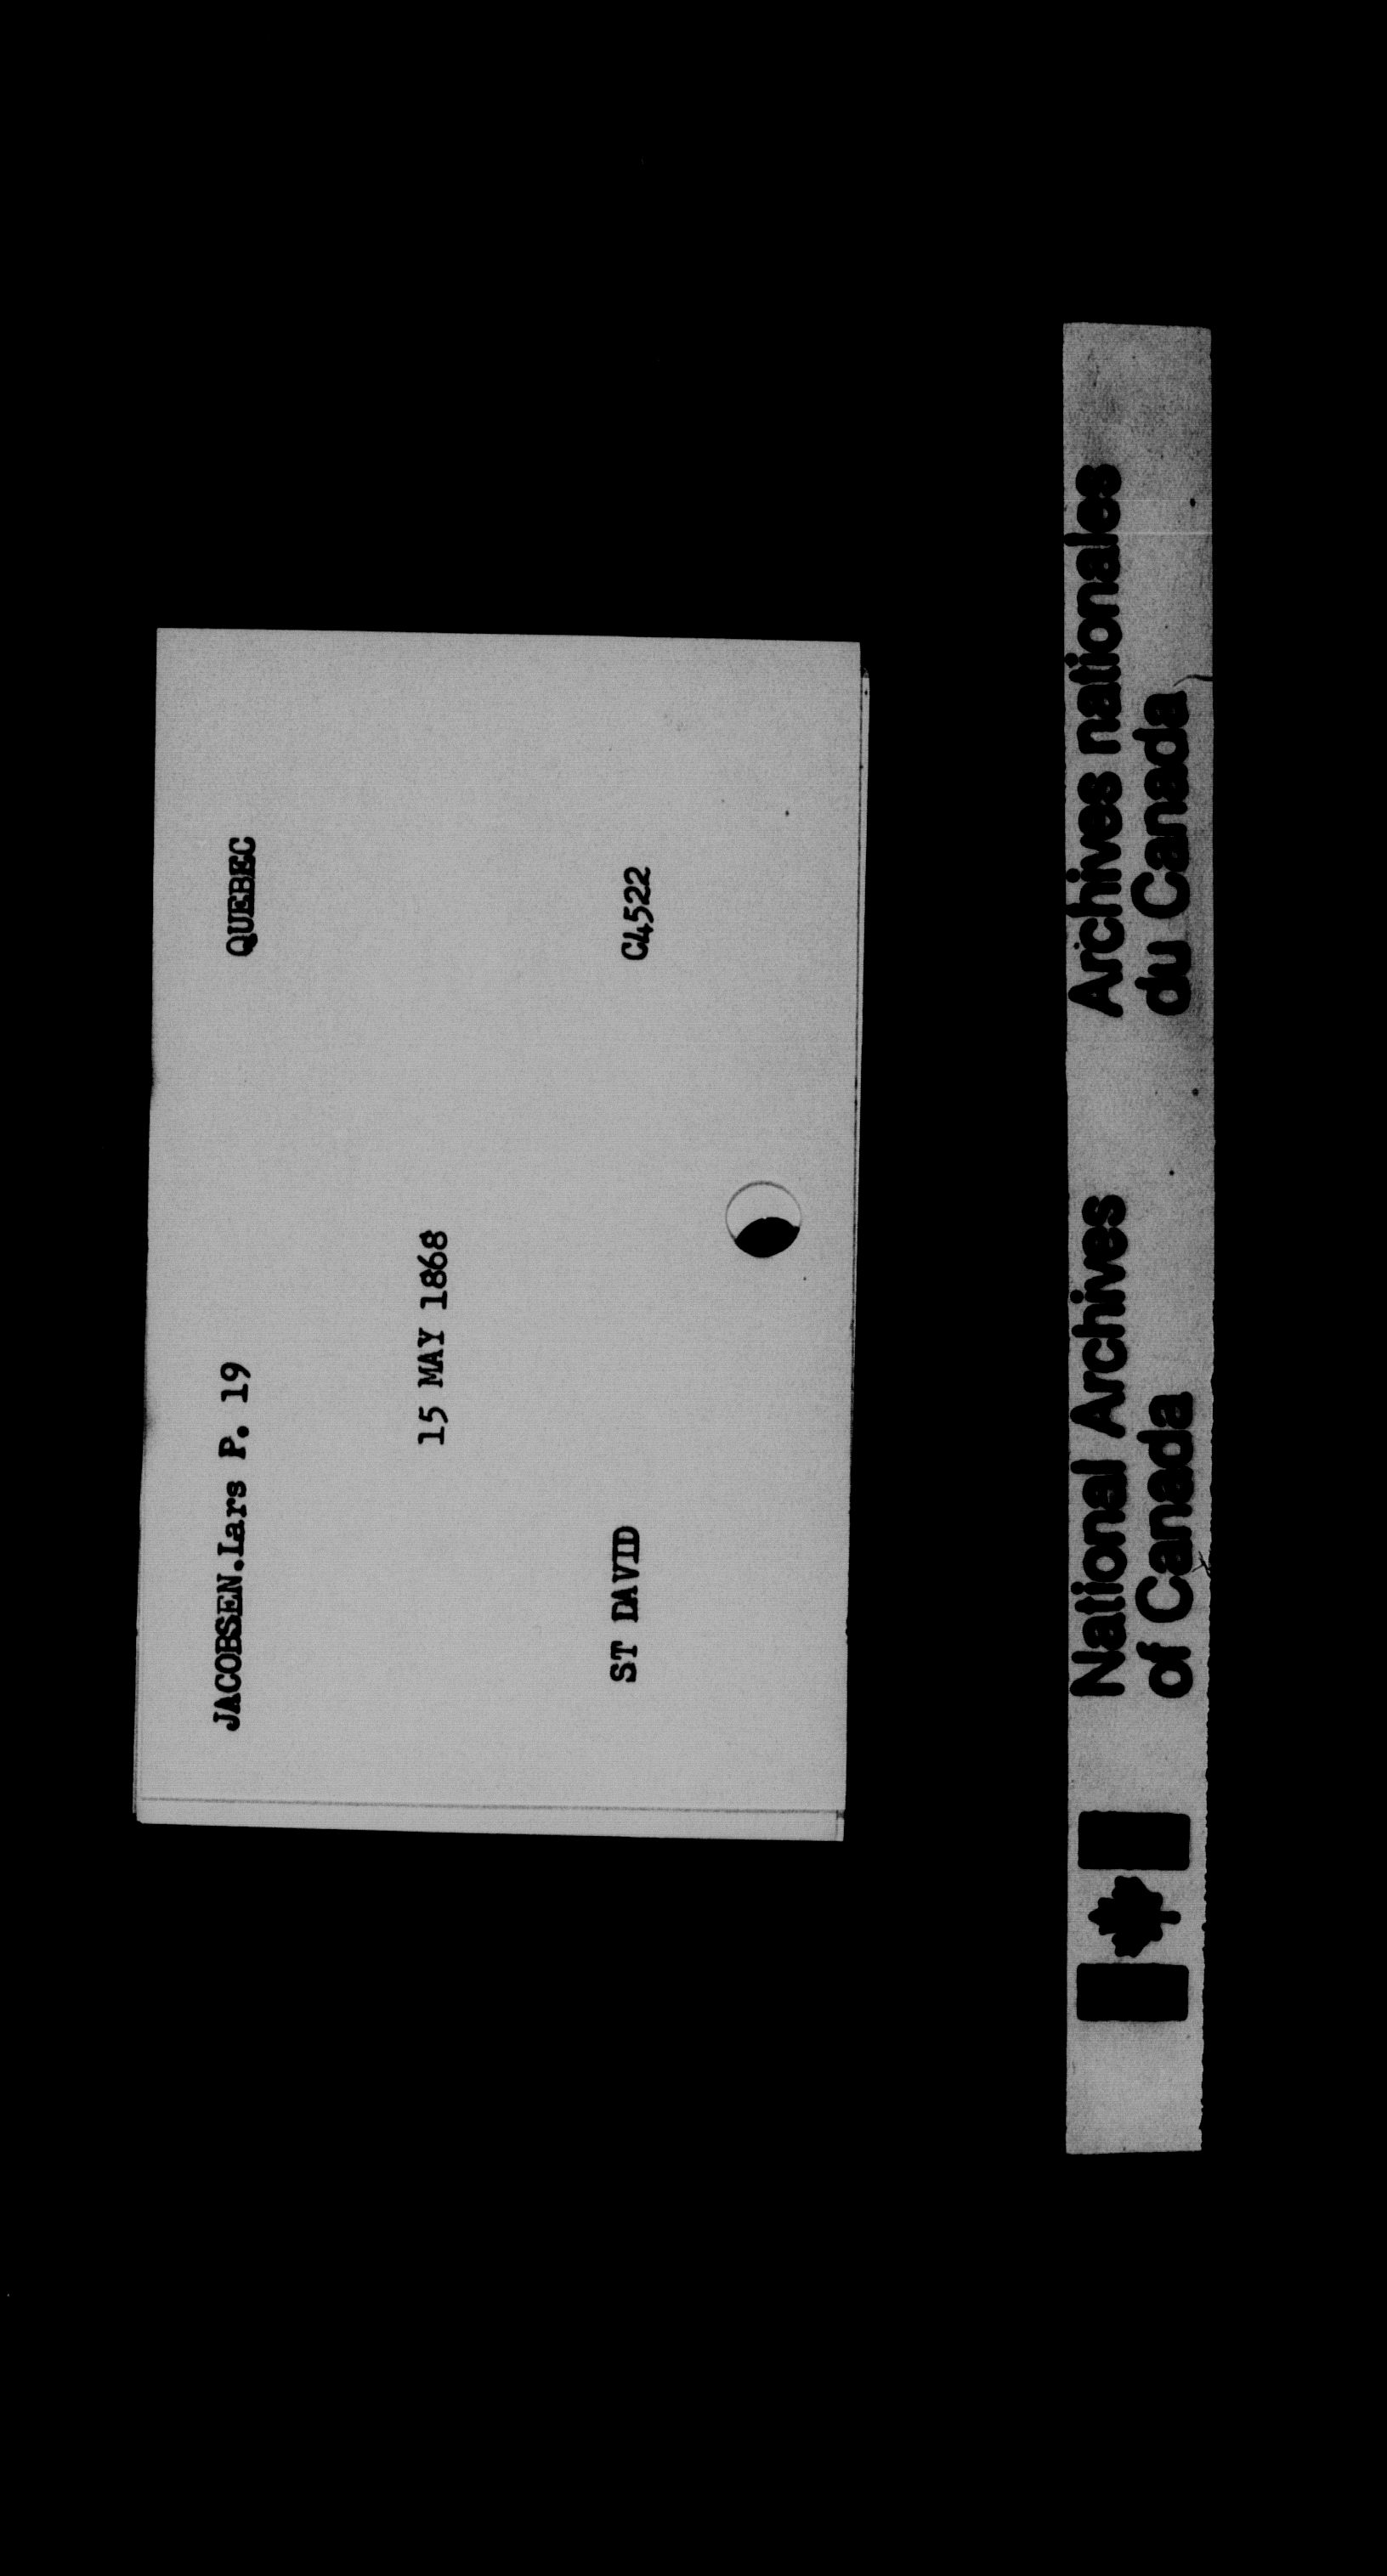 JACOBSEN.Lars P. 19 QUEBEC
15 MAY 1868
ST DAVID C4522
National Archives
of Canada
Archives nationales
du Canada